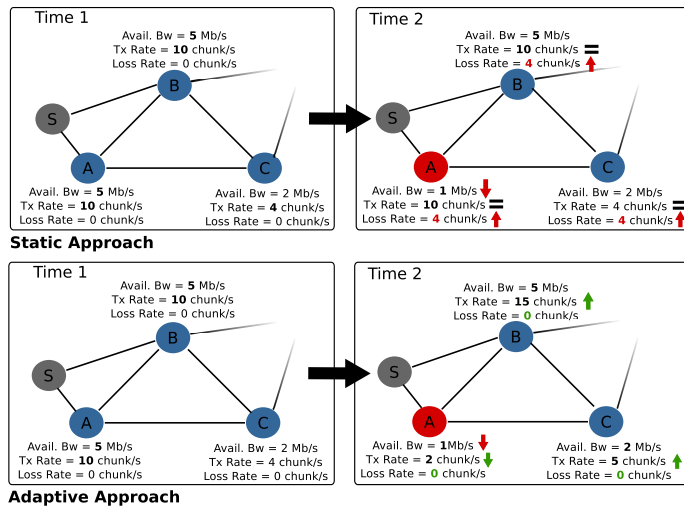 Time 1
Avail. Bw = 5 Mb/s
Tx Rate = 10 chunk/s
Loss Rate = 0 chunk/s
B
S
A
C
Avail. Bw = 5 Mb/s
Tx Rate = 10 chunk/s
Loss Rate = 0 chunk/s
Avail. Bw = 2 Mb/s
Tx Rate = 4 chunk/s
Loss Rate = 0 chunk/s
Static Approach
Time 2
Avail. Bw = 5 Mb/s
Tx Rate = 10 chunk/s =
Loss Rate = 4 chunk/s
B
S
A
C
Avail. Bw = 1 Mb/s
Tx Rate = 10 chunk/s =
Loss Rate = 4 chunk/s
Avail. Bw = 2 Mb/s
Tx Rate = 4 chunk/s =
Loss Rate = 4 chunk/s
Time 1
Avail. Bw = 5 Mb/s
Tx Rate = 10 chunk/s
Loss Rate = 0 chunk/s
B
S
A
C
Avail. Bw = 5 Mb/s
Tx Rate = 10 chunk/s
Loss Rate = 0 chunk/s
Avail. Bw = 2 Mb/s
Tx Rate = 4 chunk/s
Loss Rate = 0 chunk/s
Adaptive Approach
Time 2
Avail. Bw = 5 Mb/s
Tx Rate = 15 chunk/s
Loss Rate = 0 chunk/s
B
S
A
C
Avail. Bw = 1Mb/s
Tx Rate = 2 chunk/s
Loss Rate = 0 chunk/s
Avail. Bw = 2 Mb/s
Tx Rate = 5 chunk/s
Loss Rate = 0 chunk/s